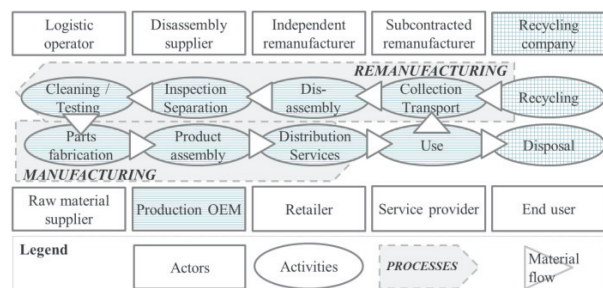 Logistic operator
Disassembly supplier
Independent remanufacturer
Subcontracted remanufacturer
Recycling company
REMANUFACTURING
Cleaning / Testing
Inspection Separation
Dis-assembly
Collection Transport
Recycling
Parts fabrication
Product assembly
Distribution Services
Use
Disposal
MANUFACTURING
Raw material supplier
Production OEM
Retailer
Service provider
End user
Legend
Actors
Activities
PROCESSES
Material flow